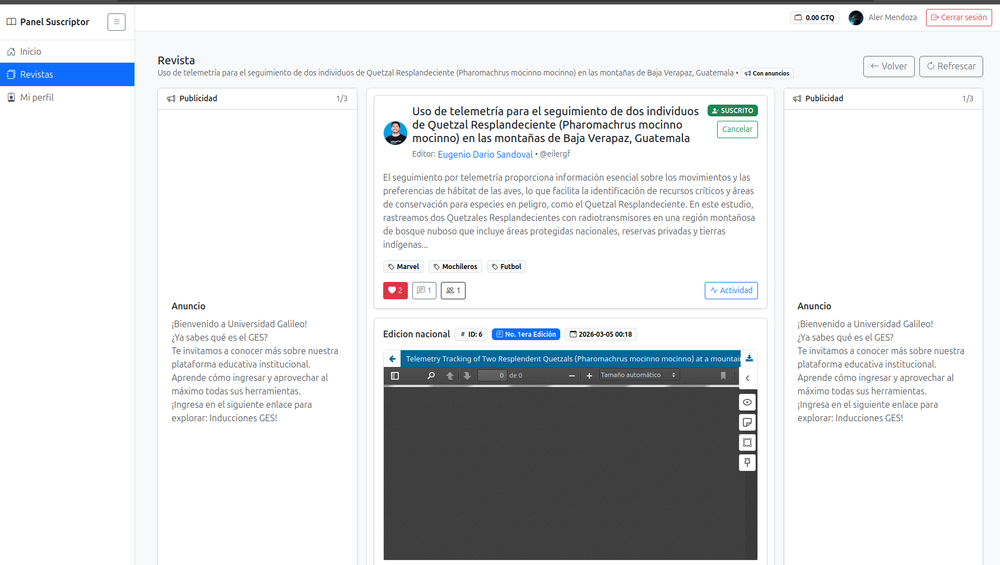 Panel Suscriptor
Inicio
Revistas
Mi perfil
0.00 GTQ
Aler Mendoza
Cerrar sesión
Revista
Uso de telemetría para el seguimiento de dos individuos de Quetzal Resplandeciente (Pharomachrus mocinno mocinno) en las montañas de Baja Verapaz, Guatemala • Con anuncios
Volver
Refrescar
Publicidad 1/3
Anuncio
¡Bienvenido a Universidad Galileo!
¿Ya sabes qué es el GES?
Te invitamos a conocer más sobre nuestra
plataforma educativa institucional.
Aprende cómo ingresar y aprovechar al
máximo todas sus herramientas.
¡Ingresa en el siguiente enlace para
explorar: Inducciones GES!
Uso de telemetría para el seguimiento de dos individuos
de Quetzal Resplandeciente (Pharomachrus mocinno
mocinno) en las montañas de Baja Verapaz, Guatemala
SUSCRITO
Cancelar
Editor: Eugenio Dario Sandoval • @eilergf
El seguimiento por telemetría proporciona información esencial sobre los movimientos y las
preferencias de hábitat de las aves, lo que facilita la identificación de recursos críticos y áreas
de conservación para especies en peligro, como el Quetzal Resplandeciente. En este estudio,
rastreamos dos Quetzales Resplandecientes con radiotransmisores en una región montañosa
de bosque nuboso que incluye áreas protegidas nacionales, reservas privadas y tierras
indígenas...
Marvel
Mochileros
Futbol
2
1
1
Actividad
Edicion nacional
# ID: 6
No. 1era Edición
2026-03-05 00:18
Telemetry Tracking of Two Resplendent Quetzals (Pharomachrus mocinno mocinno) at a mountai
0 de 0
Tamaño automático
Publicidad 1/3
Anuncio
¡Bienvenido a Universidad Galileo!
¿Ya sabes qué es el GES?
Te invitamos a conocer más sobre nuestra
plataforma educativa institucional.
Aprende cómo ingresar y aprovechar al
máximo todas sus herramientas.
¡Ingresa en el siguiente enlace para
explorar: Inducciones GES!